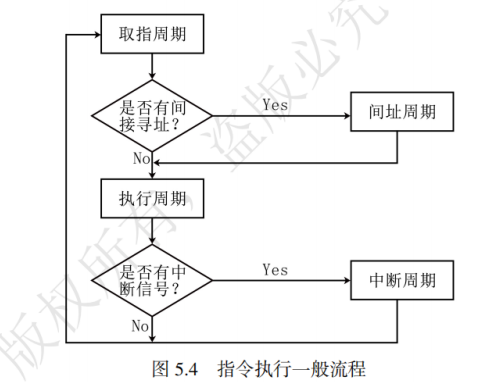 取指周期
是否有间
接寻址？
Yes
间址周期
No
执行周期
是否有中
断信号？
Yes
中断周期
No
图 5.4 指令执行一般流程
版权所有，盗版必究